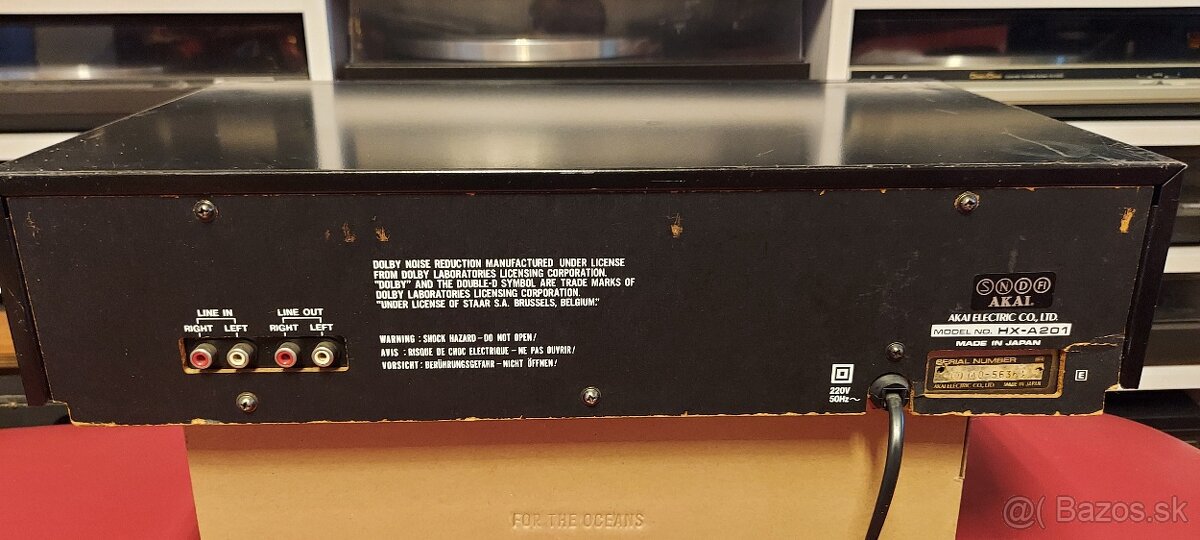 DOLBY NOISE REDUCTION MANUFACTURED UNDER LICENSE
FROM DOLBY LABORATORIES LICENSING CORPORATION.
"DOLBY" AND THE DOUBLE-D SYMBOL ARE TRADE MARKS OF
DOLBY LABORATORIES LICENSING CORPORATION.
"UNDER LICENSE OF STAAR S.A. BRUSSELS, BELGIUM."
LINE IN LINE OUT
RIGHT LEFT RIGHT LEFT
WARNING : SHOCK HAZARD – DO NOT OPEN!
AVIS : RISQUE DE CHOC ELECTRIQUE – NE PAS OUVRIR!
VORSICHT : BERÜHRUNGSGEFAHR – NICHT ÖFFNEN!
220V
50Hz~
SND Fi
AKAI
AKAI ELECTRIC CO., LTD.
MODEL NO. HX-A201
MADE IN JAPAN
SERIAL NUMBER
AKAI ELECTRIC CO., LTD. MADE IN JAPAN
E
FOR THE OCEANS
@( Bazos.sk